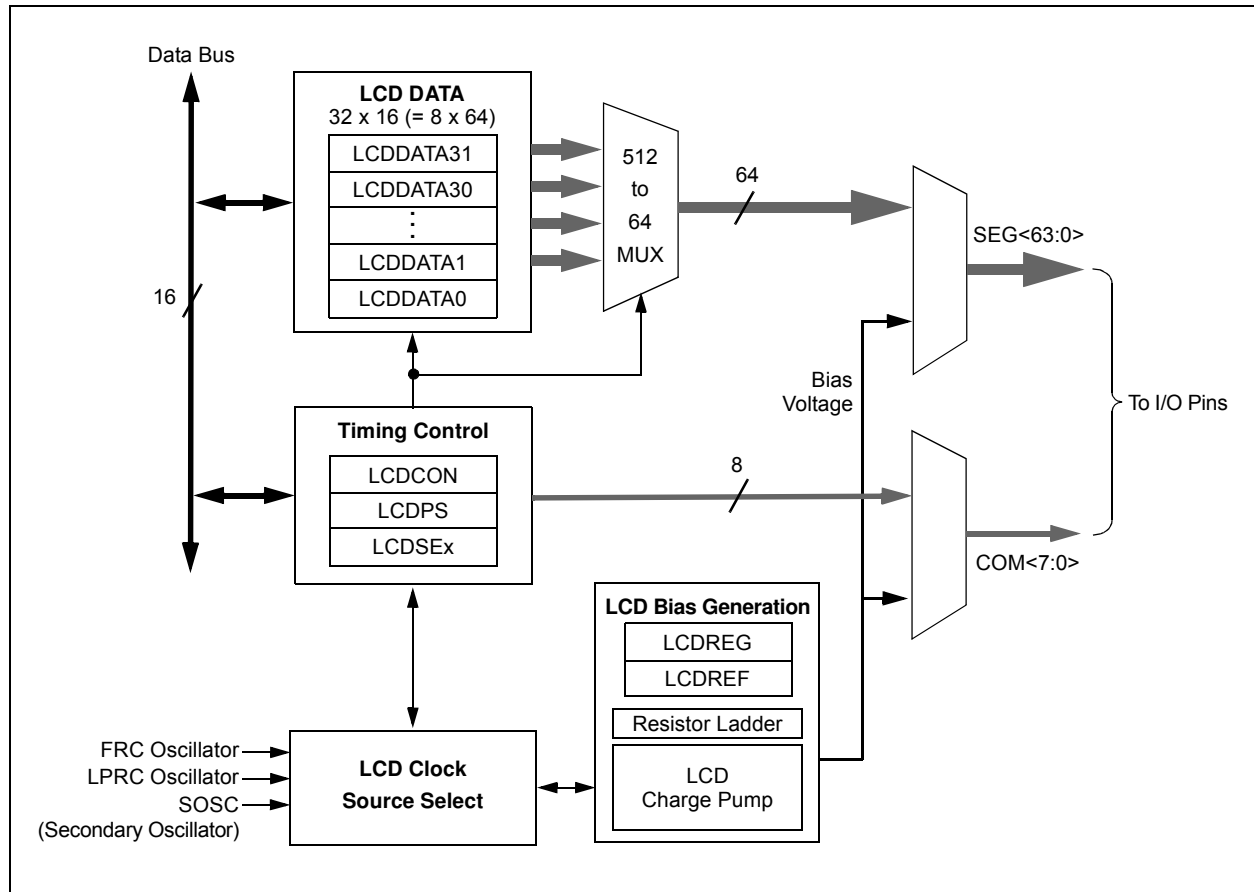 Data Bus
16
LCD DATA
32 x 16 (= 8 x 64)
LCDDATA31
LCDDATA30
LCDDATA1
LCDDATA0
512
to
64
MUX
64
SEG<63:0>
Bias
Voltage
To I/O Pins
Timing Control
LCDCON
LCDPS
LCDSEx
8
COM<7:0>
LCD Bias Generation
LCDREG
LCDREF
Resistor Ladder
LCD
Charge Pump
FRC Oscillator
LPRC Oscillator
SOSC
(Secondary Oscillator)
LCD Clock
Source Select